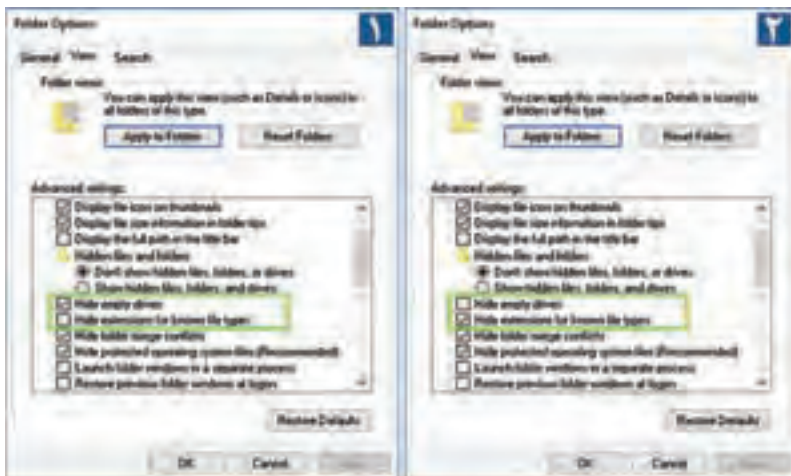 Folder Options
۱
General View Search
Folder views
You can apply this view (such as Details or Icons) to
all folders of this type.
Apply to Folders Reset Folders
Advanced settings:
Display file icon on thumbnails
Display file size information in folder tips
Display the full path in the title bar
Hidden files and folders
Don't show hidden files, folders, or drives
Show hidden files, folders, and drives
Hide empty drives
Hide extensions for known file types
Hide folder merge conflicts
Hide protected operating system files (Recommended)
Launch folder windows in a separate process
Restore previous folder windows at logon
Restore Defaults
OK Cancel
Folder Options
۲
General View Search
Folder views
You can apply this view (such as Details or Icons) to
all folders of this type.
Apply to Folders Reset Folders
Advanced settings:
Display file icon on thumbnails
Display file size information in folder tips
Display the full path in the title bar
Hidden files and folders
Don't show hidden files, folders, or drives
Show hidden files, folders, and drives
Hide empty drives
Hide extensions for known file types
Hide folder merge conflicts
Hide protected operating system files (Recommended)
Launch folder windows in a separate process
Restore previous folder windows at logon
Restore Defaults
OK Cancel